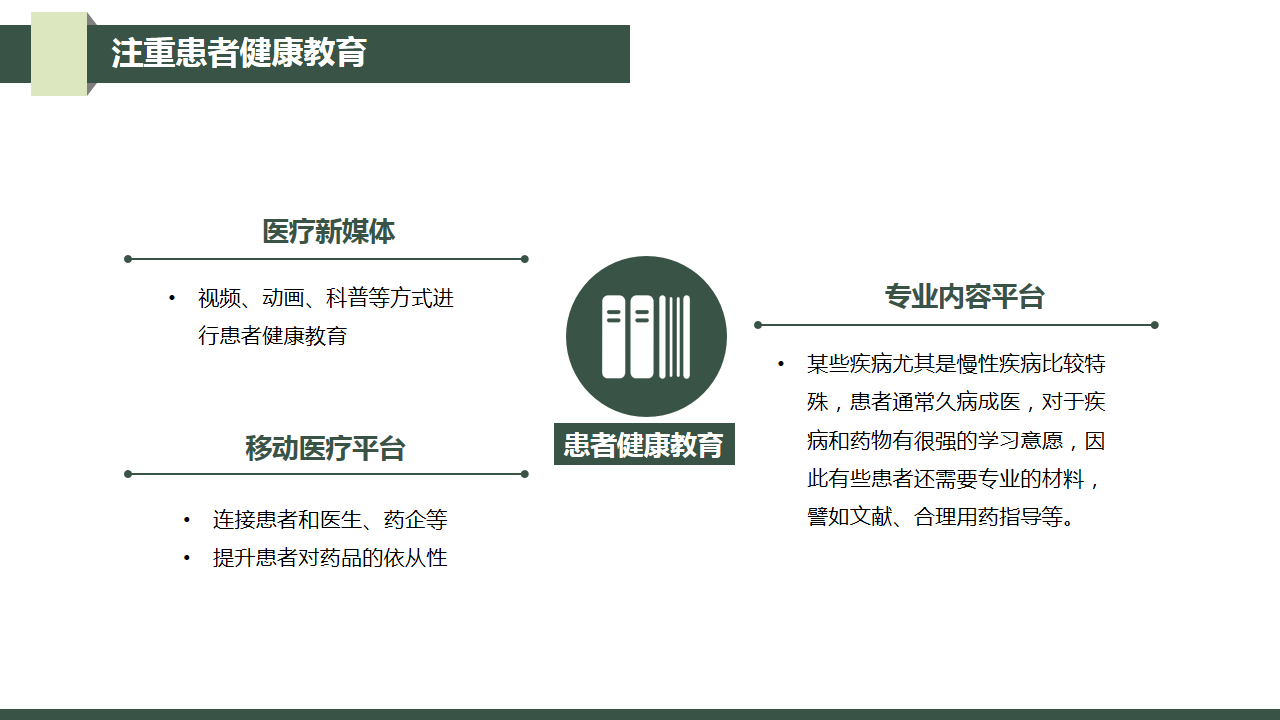 注重患者健康教育
医疗新媒体
• 视频、动画、科普等方式进
行患者健康教育
移动医疗平台
• 连接患者和医生、药企等
• 提升患者对药品的依从性
患者健康教育
专业内容平台
• 某些疾病尤其是慢性疾病比较特
殊，患者通常久病成医，对于疾
病和药物有很强的学习意愿，因
此有些患者还需要专业的材料，
譬如文献、合理用药指导等。